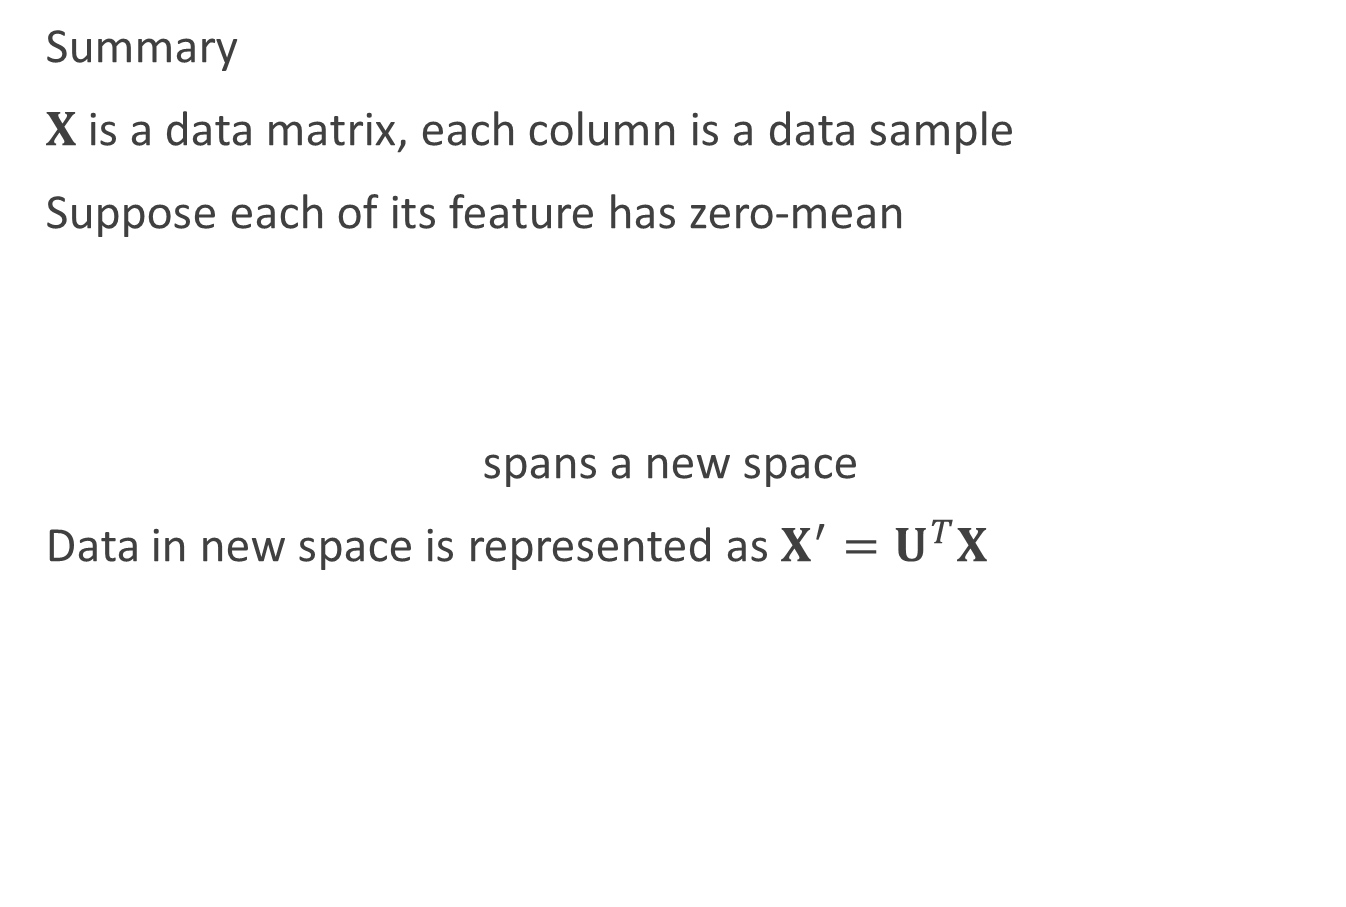 Summary
𝐗 is a data matrix, each column is a data sample
Suppose each of its feature has zero-mean
spans a new space
Data in new space is represented as 𝐗′ = 𝐔ᵀ𝐗